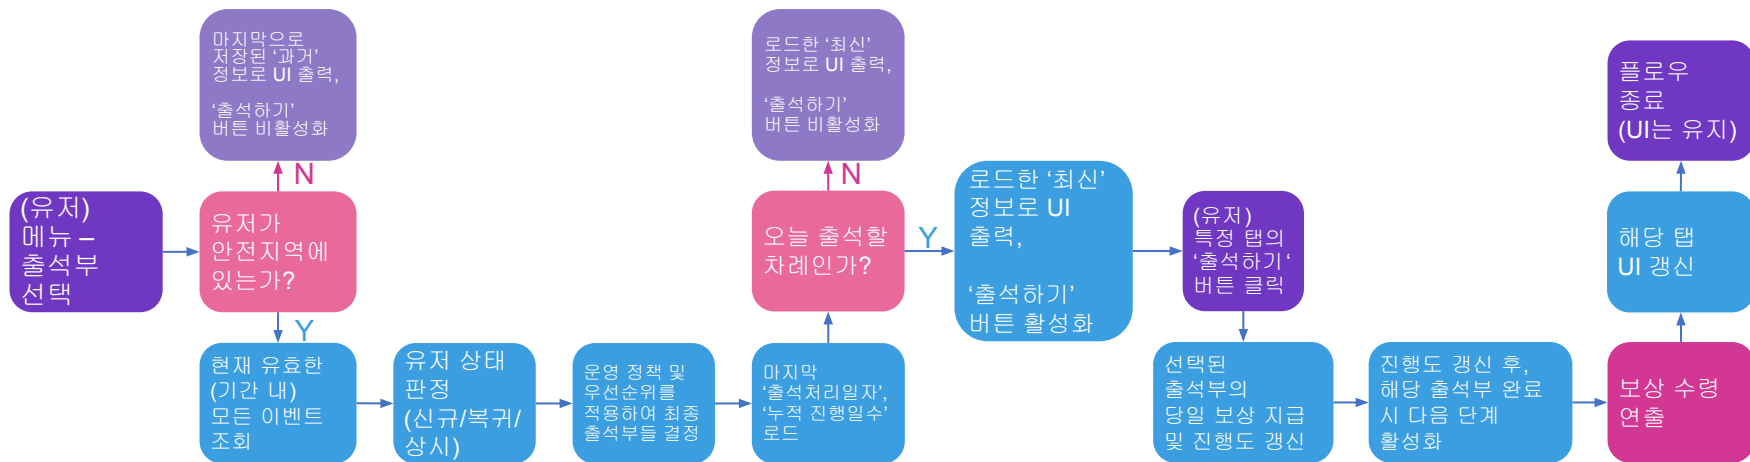 (유저)
메뉴 –
출석부
선택
마지막으로
저장된 ‘과거’
정보로 UI 출력,
‘출석하기’
버튼 비활성화
N
유저가
안전지역에
있는가?
Y
현재 유효한
(기간 내)
모든 이벤트
조회
유저 상태
판정
(신규/복귀/
상시)
운영 정책 및
우선순위를
적용하여 최종
출석부들 결정
마지막
‘출석처리일자’,
‘누적 진행일수’
로드
오늘 출석할
차례인가?
N
로드한 ‘최신’
정보로 UI 출력,
‘출석하기’
버튼 비활성화
Y
로드한 ‘최신’
정보로 UI
출력,
‘출석하기’
버튼 활성화
(유저)
특정 탭의
‘출석하기‘
버튼 클릭
선택된
출석부의
당일 보상 지급
및 진행도 갱신
진행도 갱신 후,
해당 출석부 완료
시 다음 단계
활성화
보상 수령
연출
해당 탭
UI 갱신
플로우
종료
(UI는 유지)